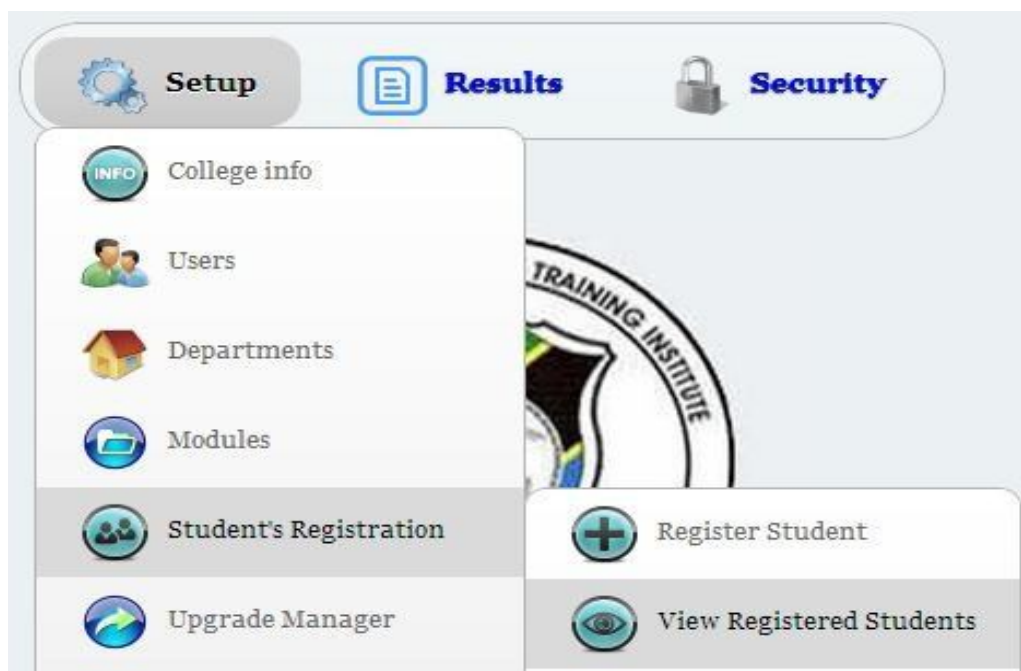 Setup
Results
Security
INFO
College info
Users
TRAINING INSTITUTE
Departments
Modules
Student's Registration
Register Student
Upgrade Manager
View Registered Students